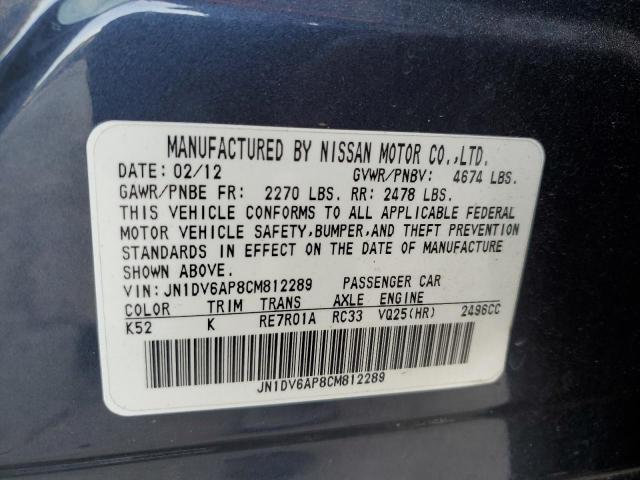 MANUFACTURED BY NISSAN MOTOR CO.,LTD.
DATE: 02/12 GVWR/PNBV: 4674 LBS.
GAWR/PNBE FR: 2270 LBS. RR: 2478 LBS.
THIS VEHICLE CONFORMS TO ALL APPLICABLE FEDERAL
MOTOR VEHICLE SAFETY,BUMPER,AND THEFT PREVENTION
STANDARDS IN EFFECT ON THE DATE OF MANUFACTURE
SHOWN ABOVE.
VIN:JN1DV6AP8CM812289 PASSENGER CAR
COLOR TRIM TRANS AXLE ENGINE
K52 K RE7R01A RC33 VQ25(HR) 2496CC
JN1DV6AP8CM812289